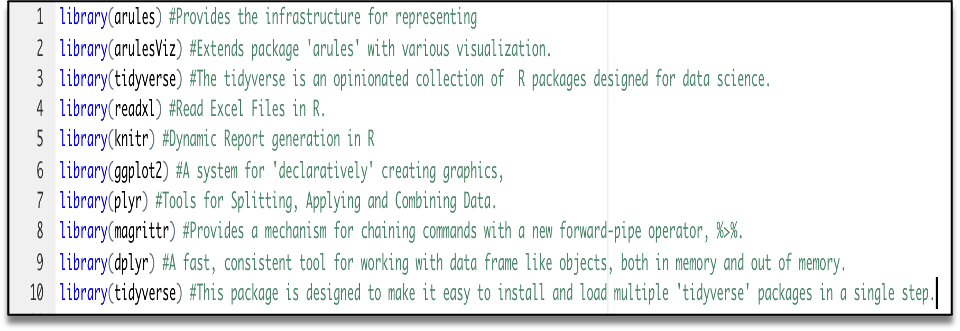 1 library(arules) #Provides the infrastructure for representing
2 library(arulesViz) #Extends package 'arules' with various visualization.
3 library(tidyverse) #The tidyverse is an opinionated collection of  R packages designed for data science.
4 library(readxl) #Read Excel Files in R.
5 library(knitr) #Dynamic Report generation in R
6 library(ggplot2) #A system for 'declaratively' creating graphics,
7 library(plyr) #Tools for Splitting, Applying and Combining Data.
8 library(magrittr) #Provides a mechanism for chaining commands with a new forward-pipe operator, %>%.
9 library(dplyr) #A fast, consistent tool for working with data frame like objects, both in memory and out of memory.
10 library(tidyverse) #This package is designed to make it easy to install and load multiple 'tidyverse' packages in a single step.